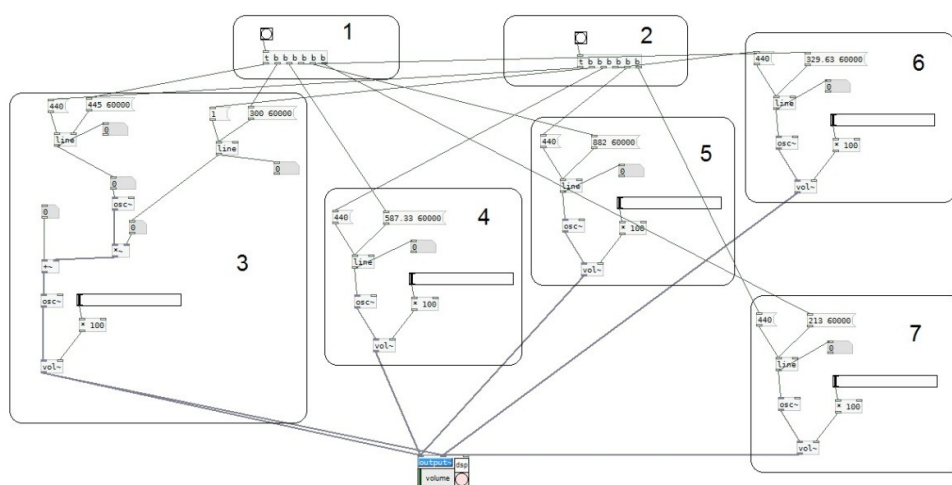 1
t b b b b b b
2
t b b b b b b
6
440
329.63 60000
line
0
osc~
× 100
vol~
3
440
445 60000
line
0
1
300 60000
line
0
0
osc~
0
0
×~
+~
osc~
× 100
vol~
4
440
587.33 60000
line
0
osc~
× 100
vol~
5
440
882 60000
line
0
osc~
× 100
vol~
7
440
213 60000
line
0
osc~
× 100
vol~
output~
dsp
volume